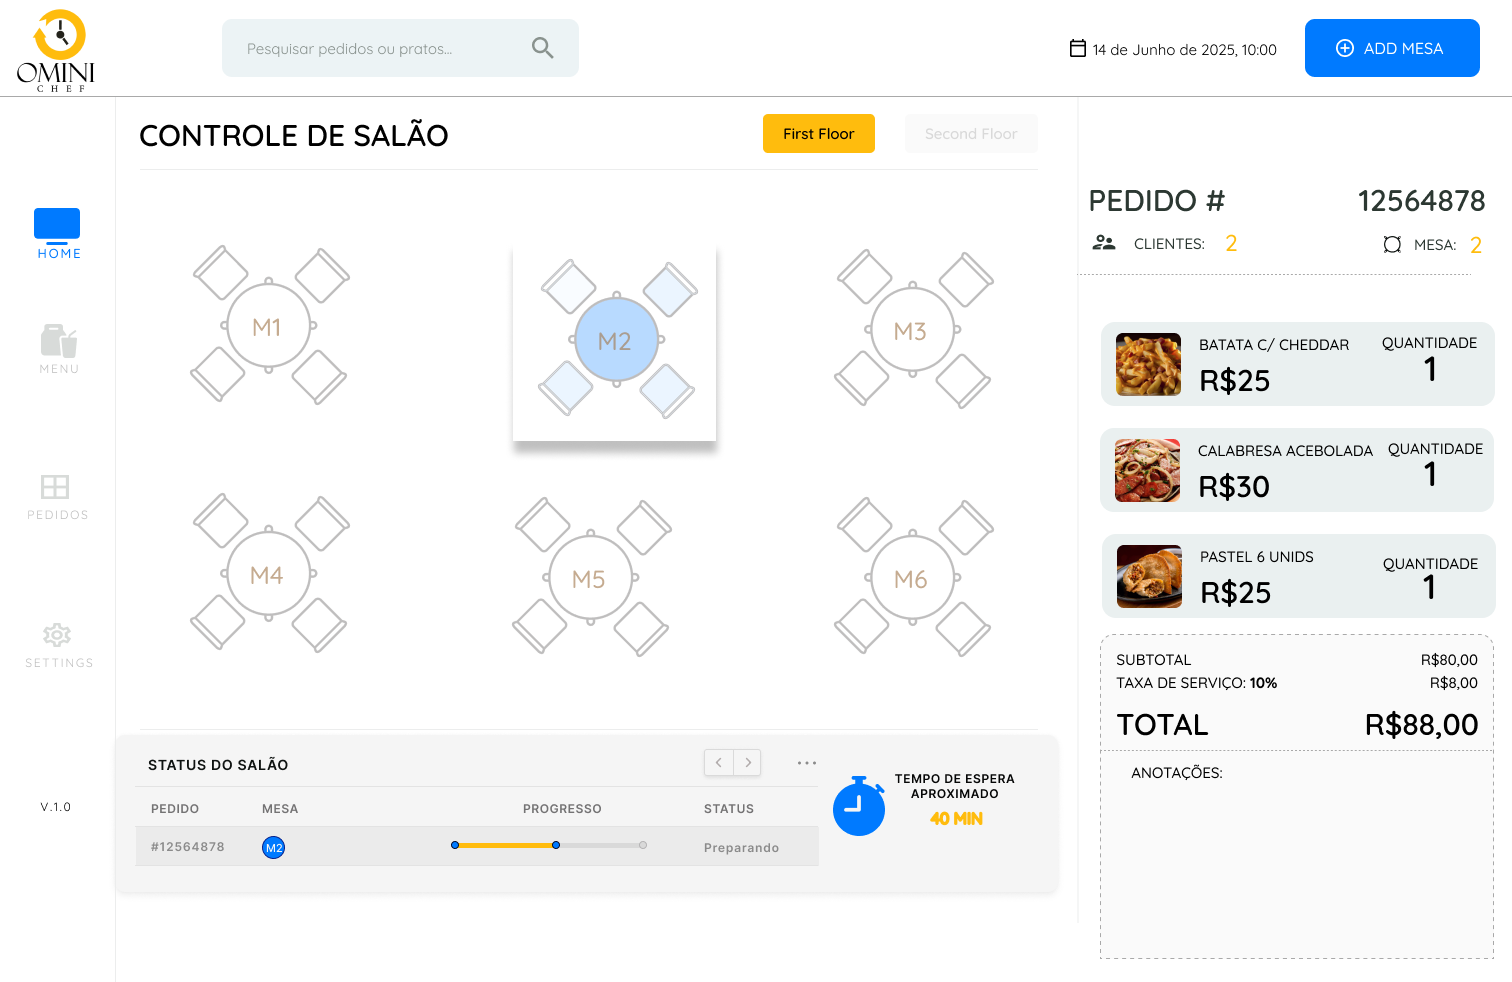 OMINI
CHEF
Pesquisar pedidos ou pratos...
14 de Junho de 2025, 10:00
ADD MESA
HOME
MENU
PEDIDOS
SETTINGS
V.1.0
CONTROLE DE SALÃO
First Floor
Second Floor
M1
M2
M3
M4
M5
M6
STATUS DO SALÃO
PEDIDO MESA PROGRESSO STATUS
#12564878 M2 Preparando
TEMPO DE ESPERA
APROXIMADO
40 MIN
PEDIDO # 12564878
CLIENTES: 2 MESA: 2
BATATA C/ CHEDDAR QUANTIDADE
R$25 1
CALABRESA ACEBOLADA QUANTIDADE
R$30 1
PASTEL 6 UNIDS QUANTIDADE
R$25 1
SUBTOTAL R$80,00
TAXA DE SERVIÇO: 10% R$8,00
TOTAL R$88,00
ANOTAÇÕES: